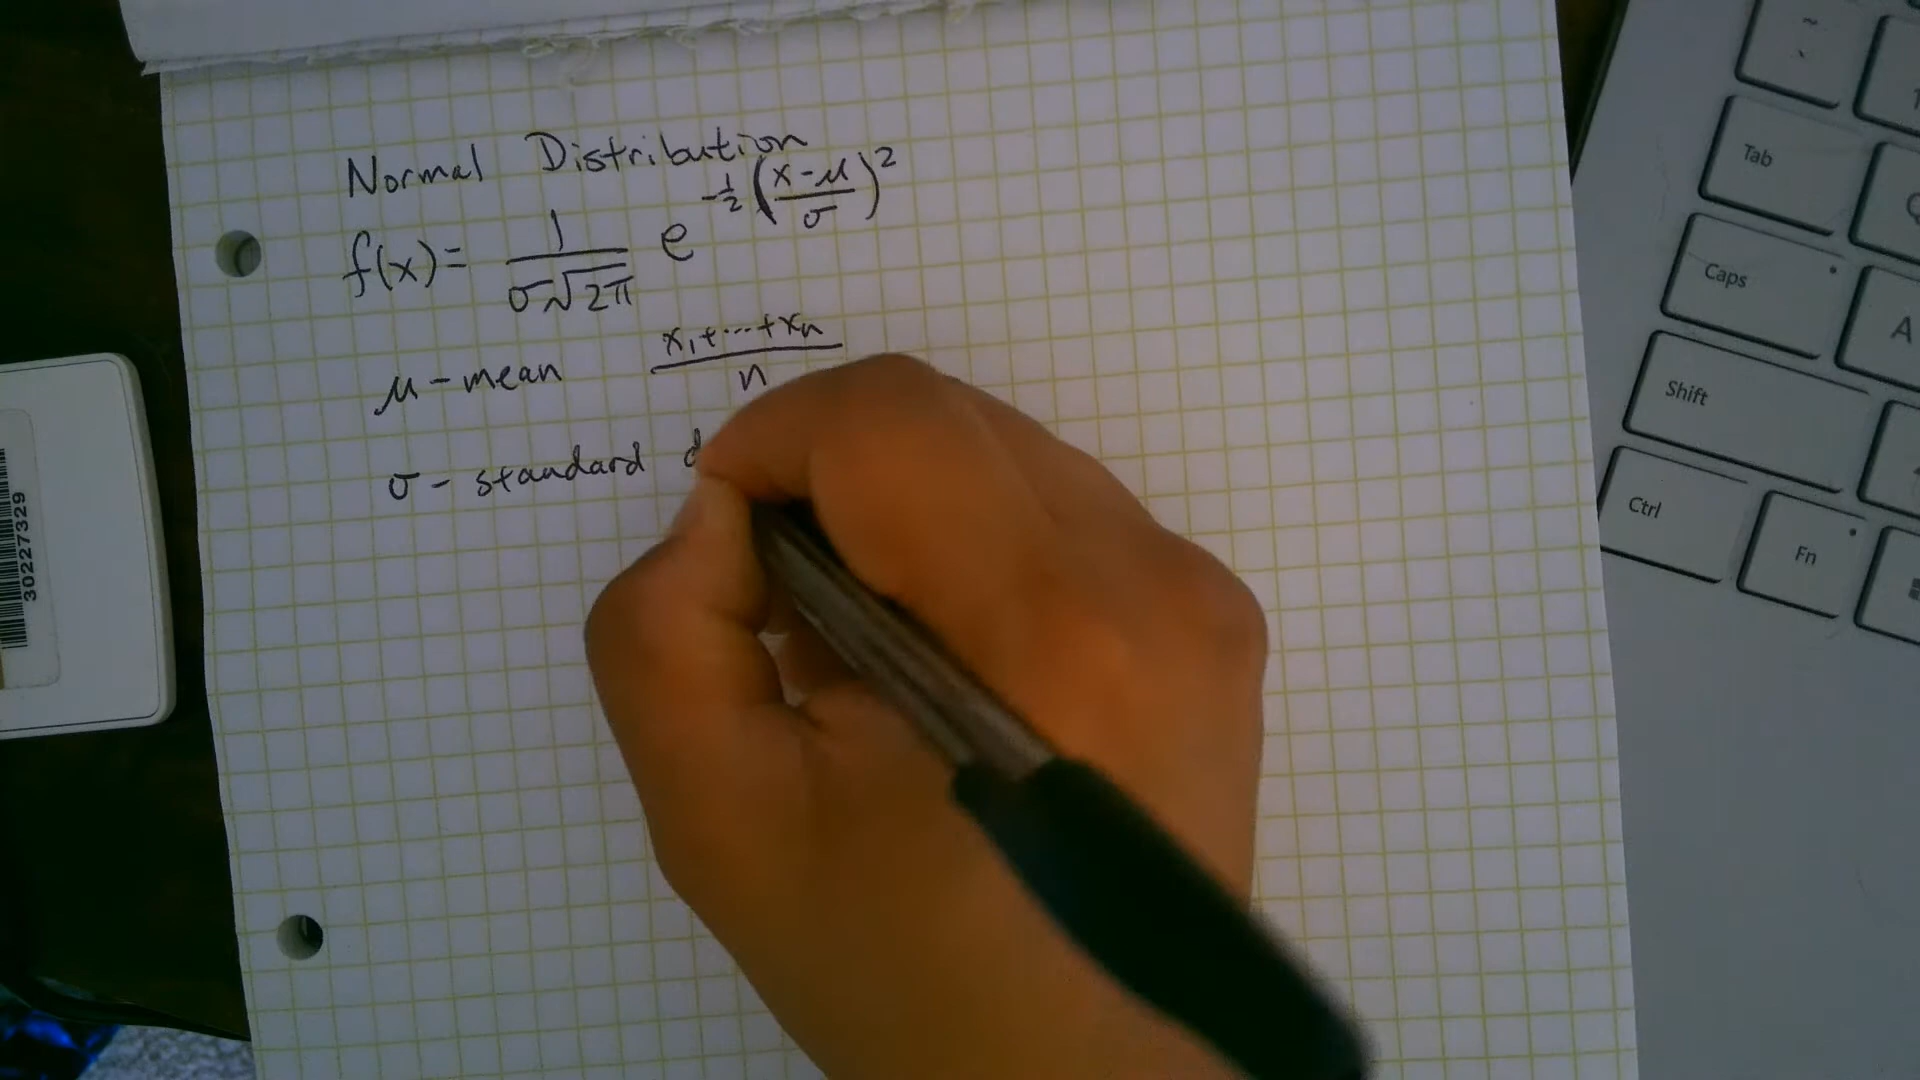 Normal Distribution
f(x) = 1/(σ√2π) e^(-1/2 ((x-μ)/σ)^2)
μ - mean (x₁+⋯+xₙ)/n
σ - standard d
30227329
~
`
Tab
Q
Caps
A
Shift
Ctrl
Fn